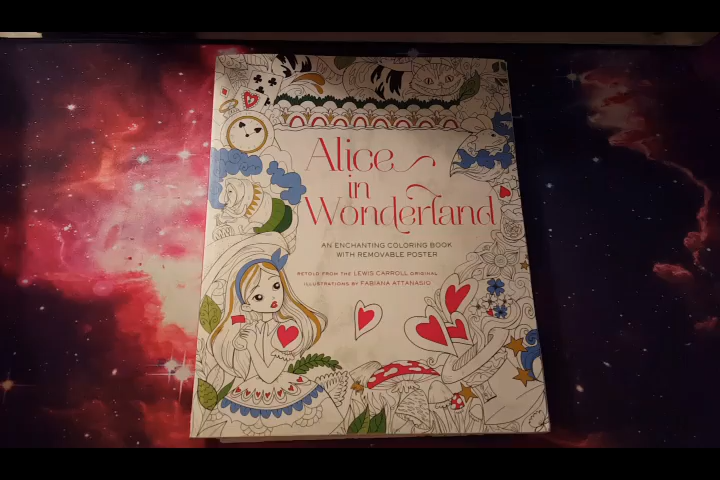 Alice
in
Wonderland
AN ENCHANTING COLORING BOOK
WITH REMOVABLE POSTER
RETOLD FROM THE LEWIS CARROLL ORIGINAL
ILLUSTRATIONS BY FABIANA ATTANASIO